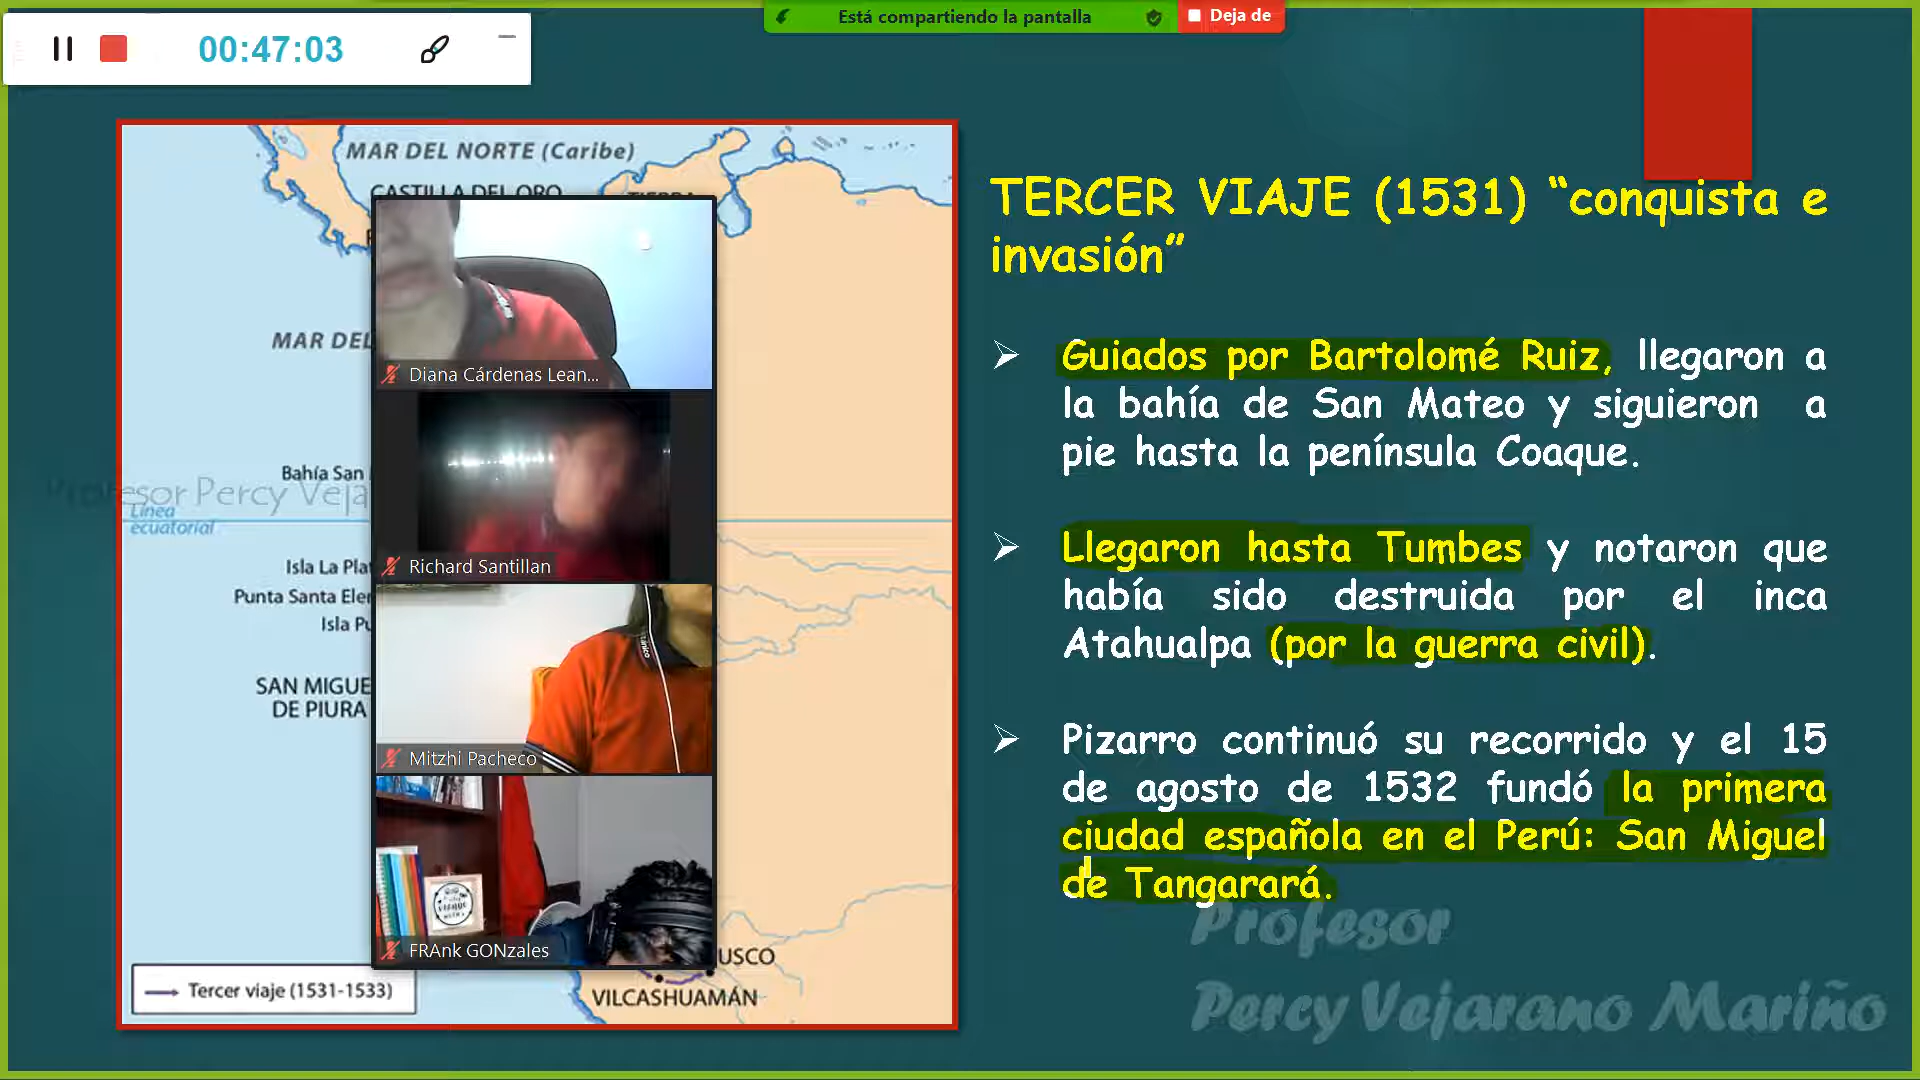 Está compartiendo la pantalla
Deja de
00:47:03
MAR DEL NORTE (Caribe)
CASTILLA DEL ORO
TIERRA
MAR DEL
Bahía San
Profesor Percy Veja
Línea
ecuatorial
Isla La Pla
Punta Santa Ele
Isla Pu
SAN MIGUE
DE PIURA
USCO
VILCASHUAMÁN
Tercer viaje (1531-1533)
Diana Cárdenas Lean...
Richard Santillan
Mitzhi Pacheco
FRAnk GONzales
TERCER VIAJE (1531) “conquista e
invasión”
Guiados por Bartolomé Ruiz, llegaron a
la bahía de San Mateo y siguieron a
pie hasta la península Coaque.
Llegaron hasta Tumbes y notaron que
había sido destruida por el inca
Atahualpa (por la guerra civil).
Pizarro continuó su recorrido y el 15
de agosto de 1532 fundó la primera
ciudad española en el Perú: San Miguel
de Tangarará.
Profesor
Percy Vejarano Mariño